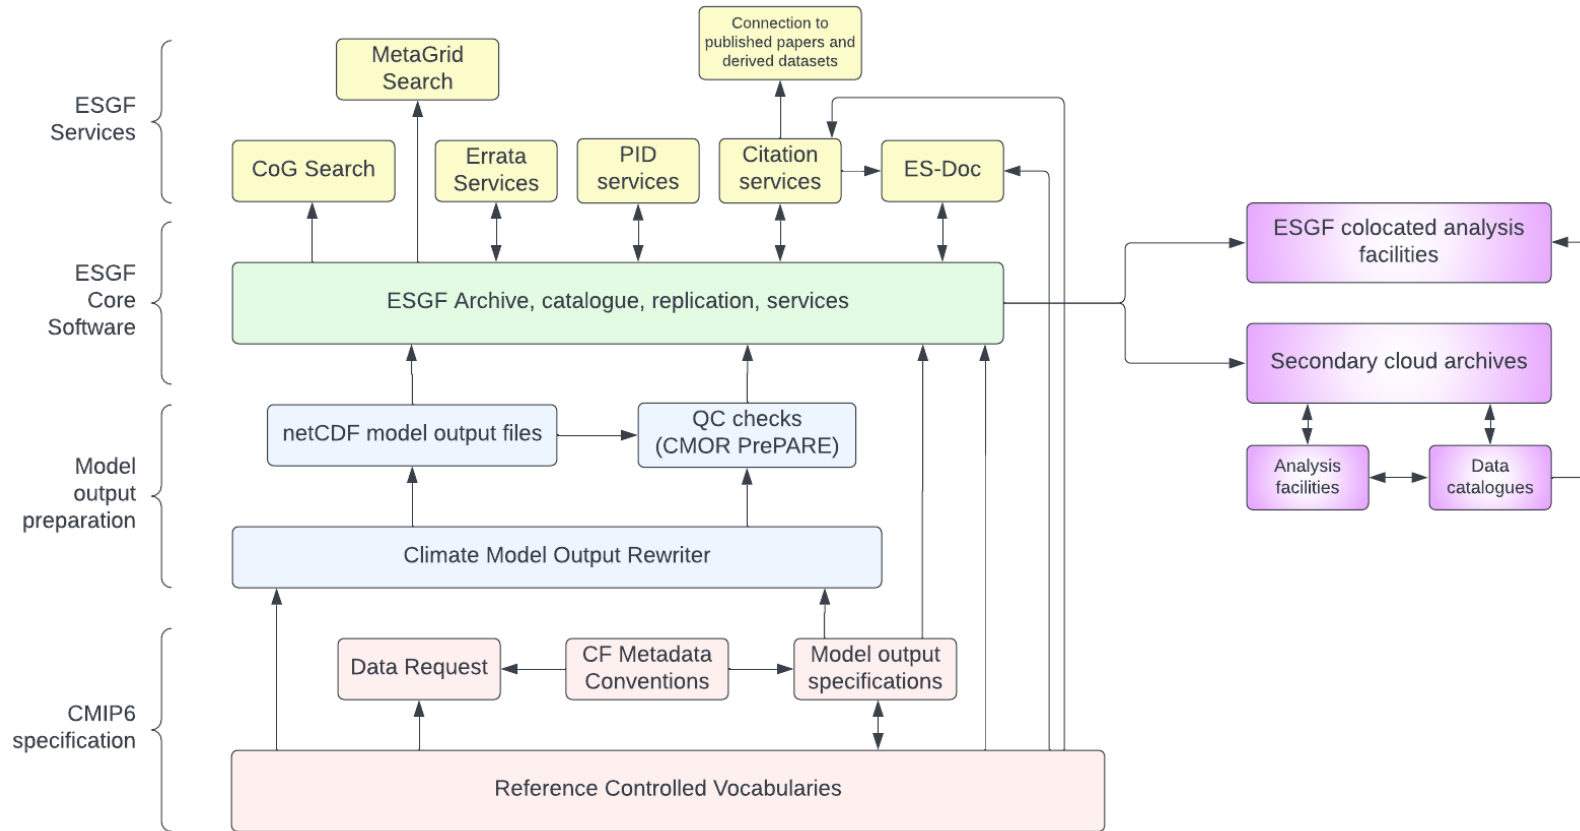 Connection to
published papers and
derived datasets
MetaGrid
Search
ESGF
Services
CoG Search
Errata
Services
PID
services
Citation
services
ES-Doc
ESGF colocated analysis
facilities
ESGF
Core
Software
ESGF Archive, catalogue, replication, services
Secondary cloud archives
netCDF model output files
QC checks
(CMOR PrePARE)
Analysis
facilities
Data
catalogues
Model
output
preparation
Climate Model Output Rewriter
Data Request
CF Metadata
Conventions
Model output
specifications
CMIP6
specification
Reference Controlled Vocabularies